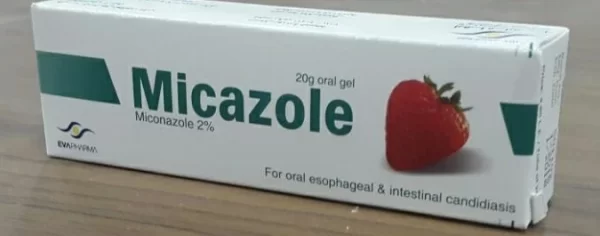 20g oral gel
Micazole
Miconazole 2%
EVAPHARMA
For oral esophageal & intestinal candidiasis